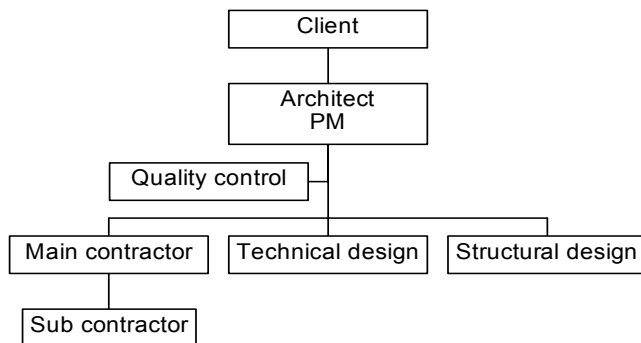 Client
Architect
PM
Quality control
Main contractor
Technical design
Structural design
Sub contractor